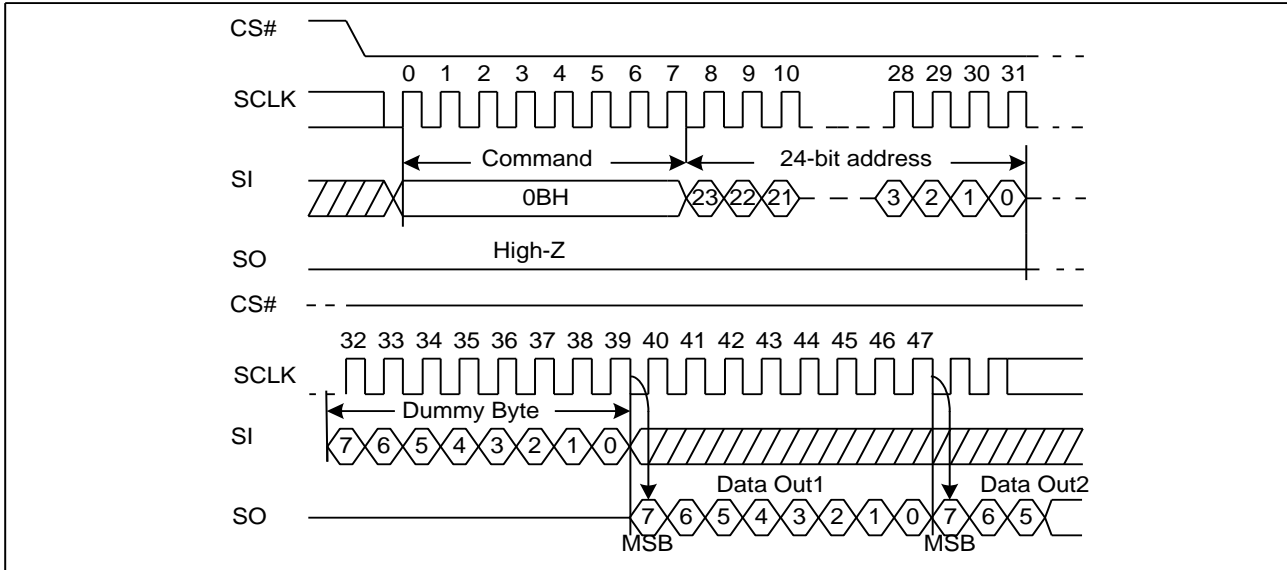 CS#
0 1 2 3 4 5 6 7 8 9 10 28 29 30 31
SCLK
Command 24-bit address
SI
0BH 23 22 21 3 2 1 0
High-Z
SO
CS#
32 33 34 35 36 37 38 39 40 41 42 43 44 45 46 47
SCLK
Dummy Byte
SI
7 6 5 4 3 2 1 0
Data Out1 Data Out2
SO
7 6 5 4 3 2 1 0 7 6 5
MSB MSB